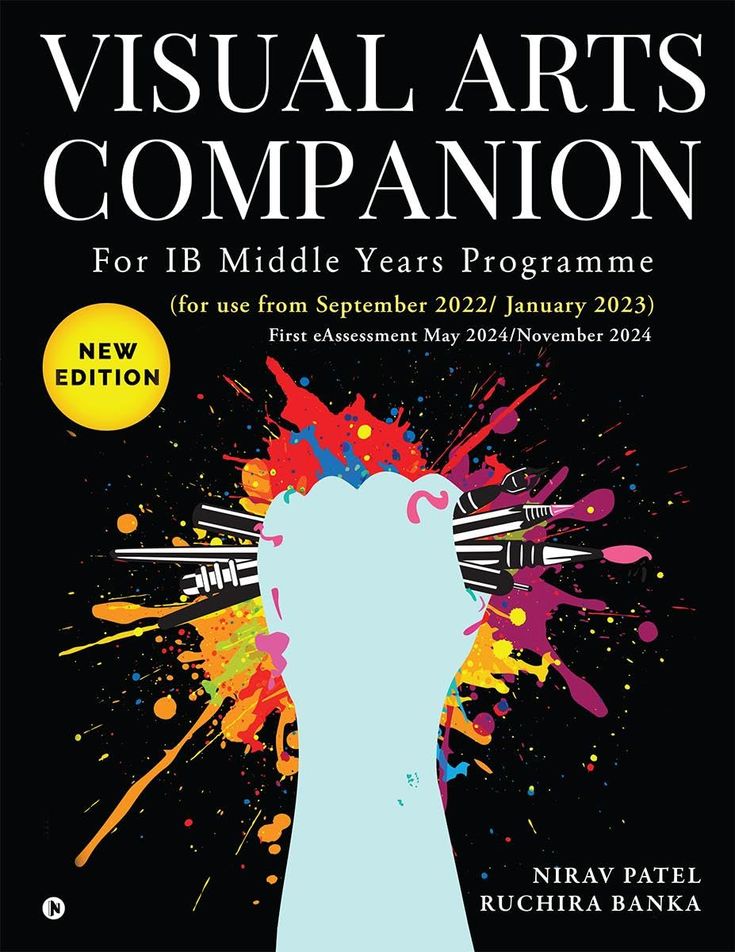 VISUAL ARTS
COMPANION
For IB Middle Years Programme
(for use from September 2022/ January 2023)
First eAssessment May 2024/November 2024
NEW
EDITION
NIRAV PATEL
RUCHIRA BANKA
N